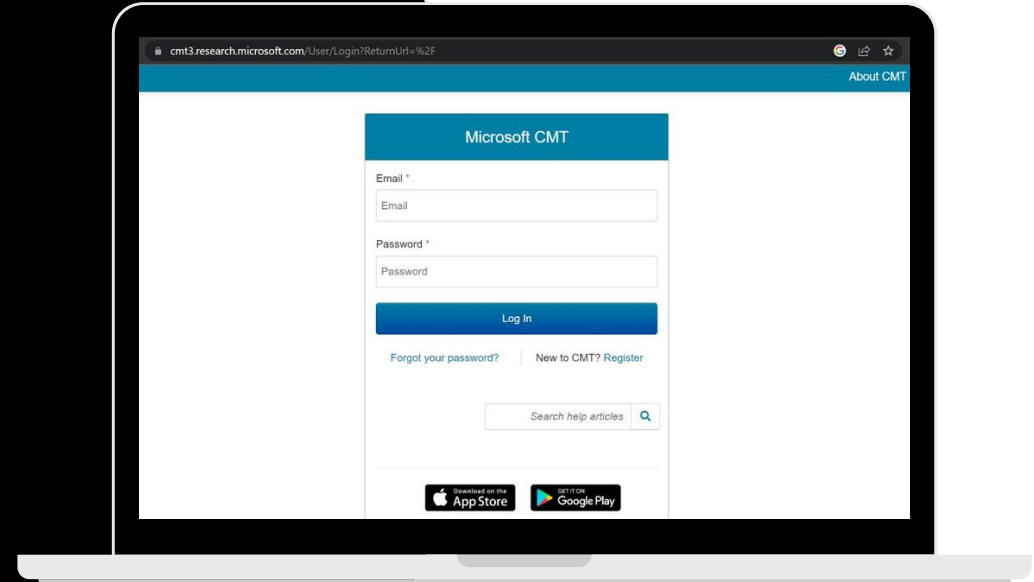 cmt3.research.microsoft.com/User/Login?ReturnUrl=%2F
About CMT
Microsoft CMT
Email *
Email
Password *
Password
Log In
Forgot your password?
New to CMT? Register
Search help articles
Download on the
App Store
GET IT ON
Google Play